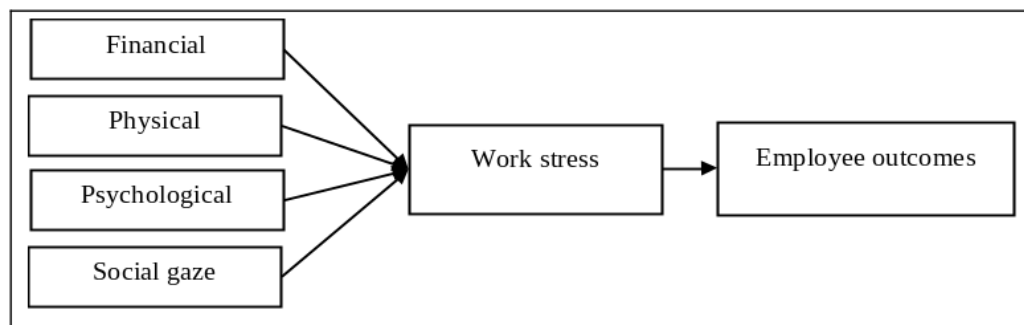 Financial
Physical
Psychological
Social gaze
Work stress
Employee outcomes